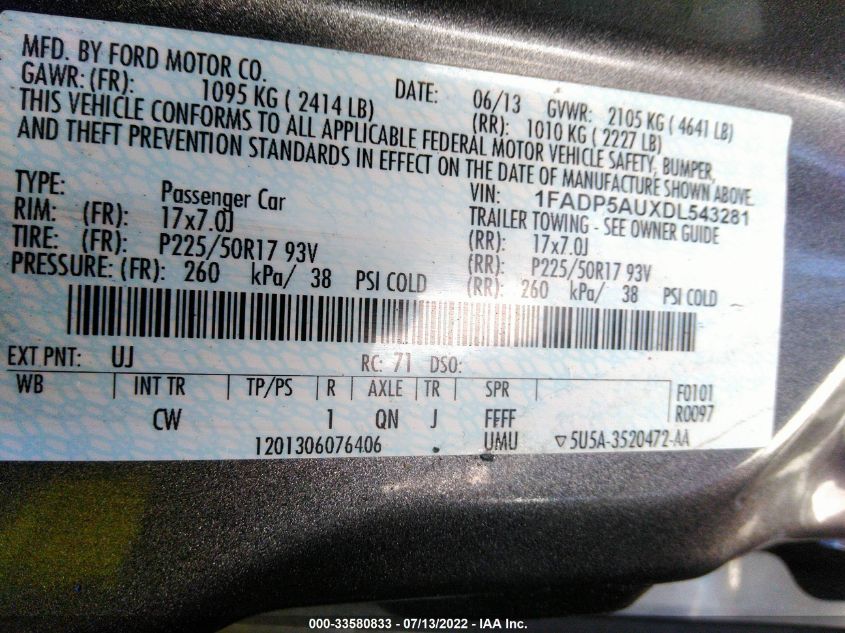 MFD. BY FORD MOTOR CO.
DATE: 06/13 GVWR: 2105 KG ( 4641 LB)
GAWR: (FR): 1095 KG ( 2414 LB) (RR): 1010 KG ( 2227 LB)
THIS VEHICLE CONFORMS TO ALL APPLICABLE FEDERAL MOTOR VEHICLE SAFETY, BUMPER,
AND THEFT PREVENTION STANDARDS IN EFFECT ON THE DATE OF MANUFACTURE SHOWN ABOVE.
VIN: 1FADP5AUXDL543281
TYPE: Passenger Car TRAILER TOWING - SEE OWNER GUIDE
RIM: (FR): 17x7.0J (RR): 17x7.0J
TIRE: (FR): P225/50R17 93V (RR): P225/50R17 93V
PRESSURE: (FR): 260 kPa/ 38 PSI COLD (RR): 260 kPa/ 38 PSI COLD
EXT PNT: UJ RC: 71 DSO:
WB INT TR TP/PS R AXLE TR SPR F0101
CW 1 QN J FFFF R0097
1201306076406 UMU ▽5U5A-3520472-AA
000-33580833 - 07/13/2022 - IAA Inc.